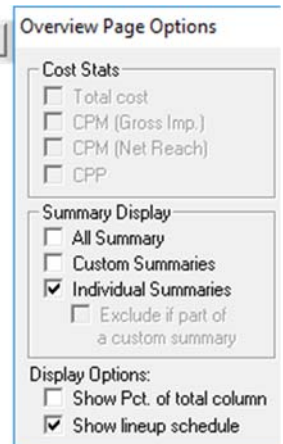 Overview Page Options
Cost Stats
Total cost
CPM (Gross Imp.)
CPM (Net Reach)
CPP
Summary Display
All Summary
Custom Summaries
Individual Summaries
Exclude if part of
a custom summary
Display Options:
Show Pct. of total column
Show lineup schedule